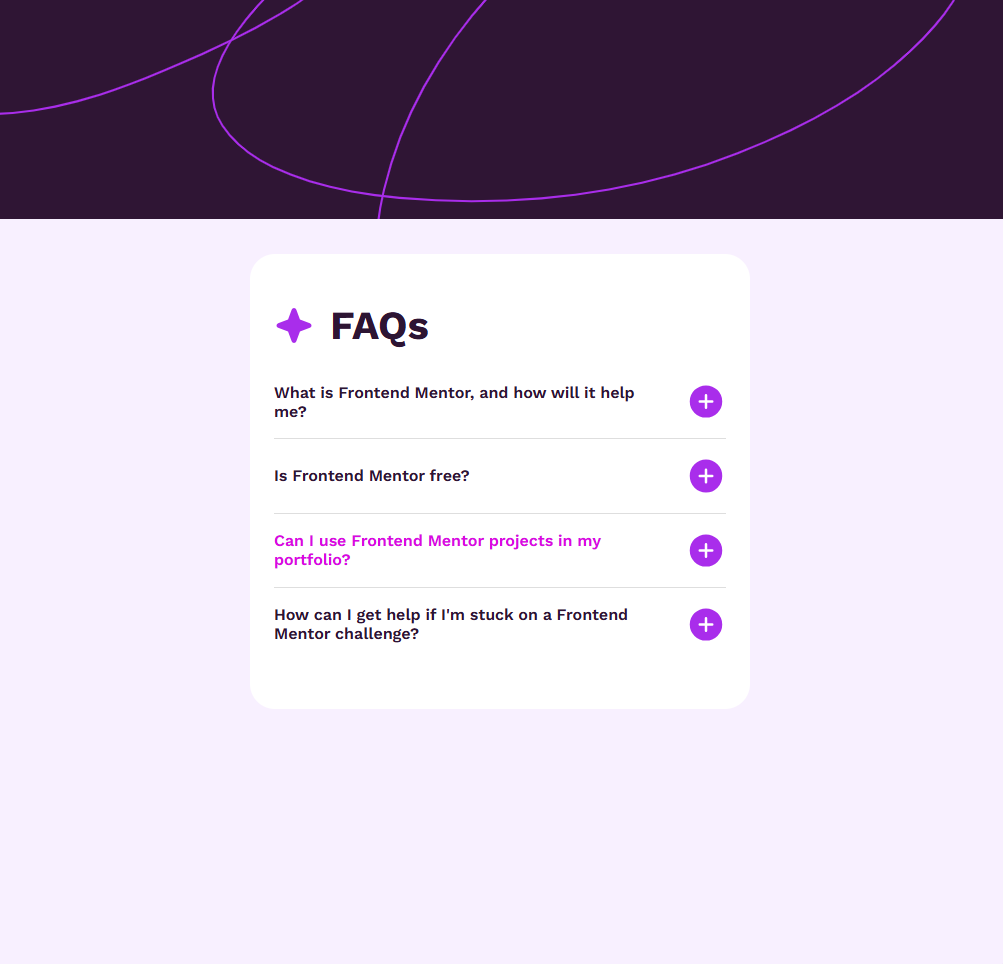 FAQs
What is Frontend Mentor, and how will it help
me?
Is Frontend Mentor free?
Can I use Frontend Mentor projects in my
portfolio?
How can I get help if I'm stuck on a Frontend
Mentor challenge?